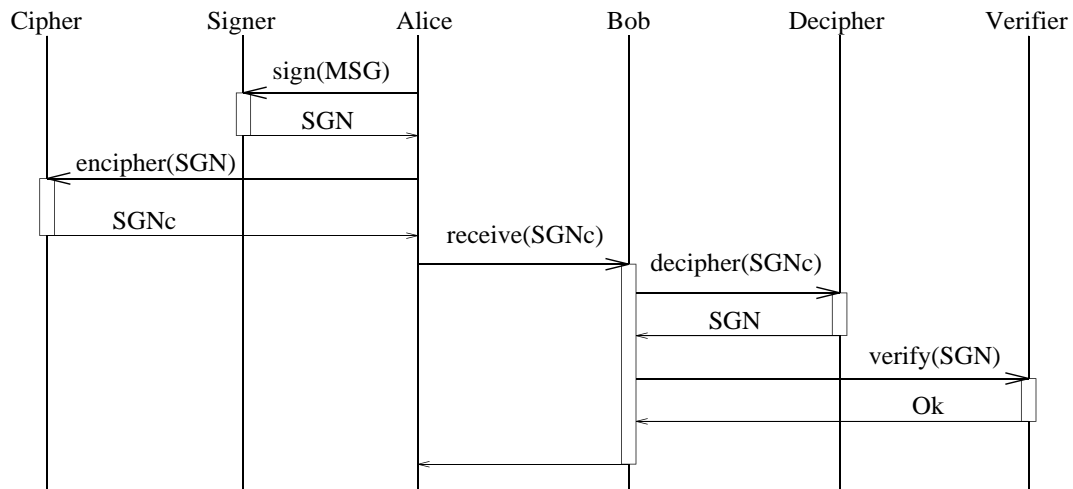 Cipher Signer Alice Bob Decipher Verifier
sign(MSG)
SGN
encipher(SGN)
SGNc
receive(SGNc)
decipher(SGNc)
SGN
verify(SGN)
Ok